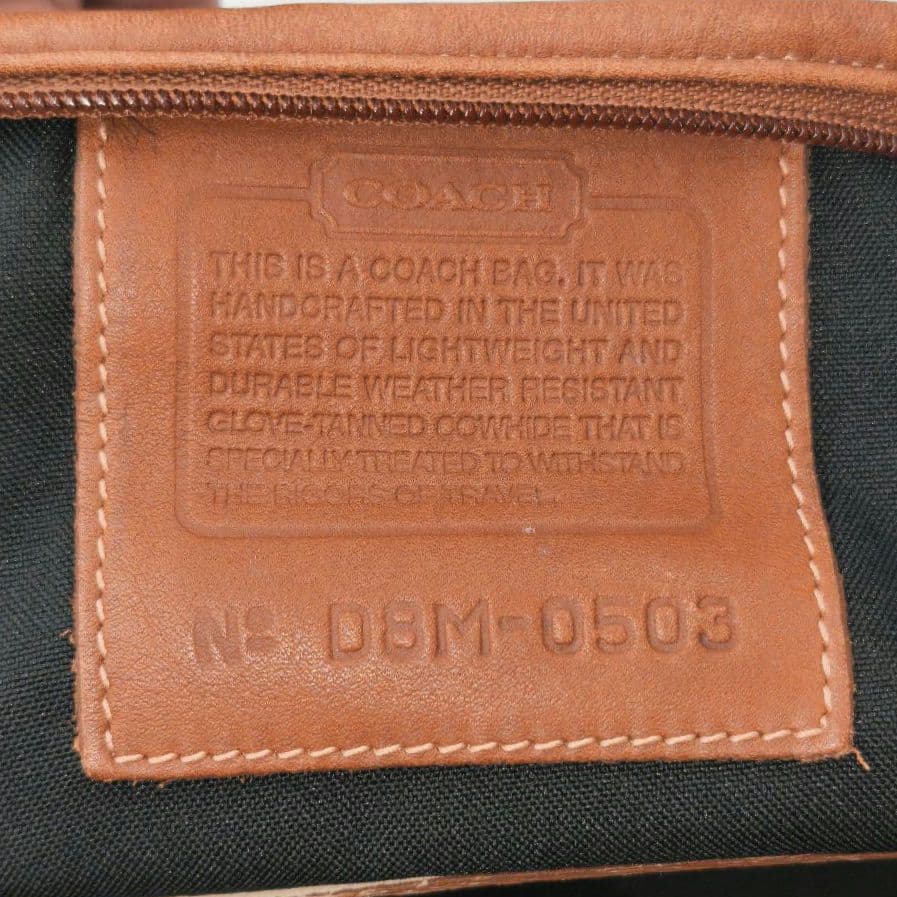 COACH
THIS IS A COACH BAG. IT WAS
HANDCRAFTED IN THE UNITED
STATES OF LIGHTWEIGHT AND
DURABLE WEATHER RESISTANT
GLOVE-TANNED COWHIDE THAT IS
SPECIALLY TREATED TO WITHSTAND
THE RIGORS OF TRAVEL.
Nº D8M-0503